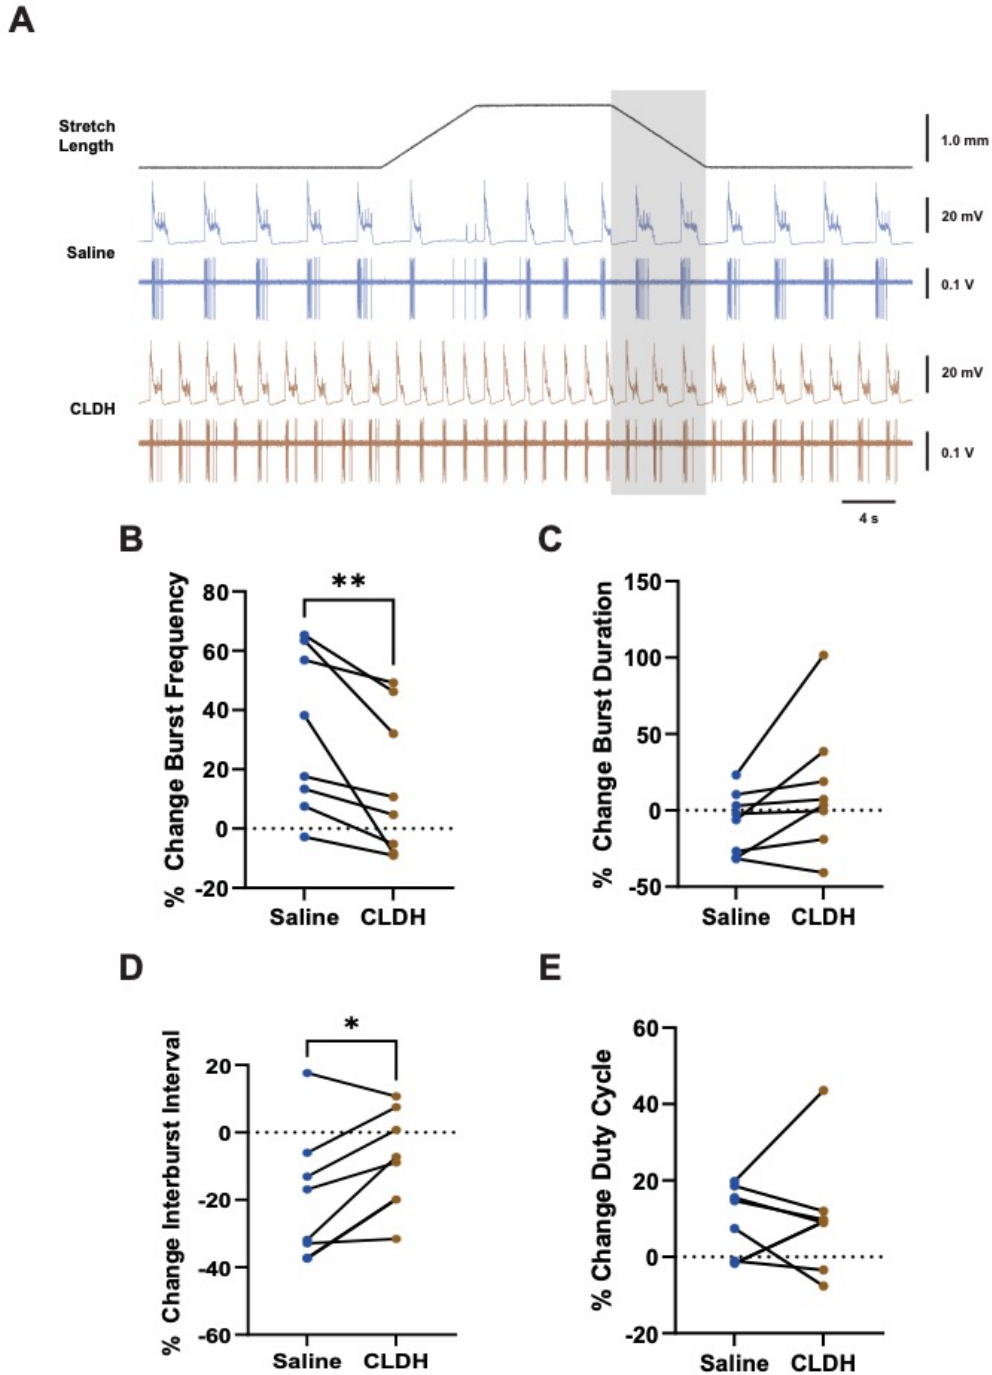 A
Stretch
Length
1.0 mm
20 mV
Saline
0.1 V
20 mV
CLDH
0.1 V
4 s
B
% Change Burst Frequency
80
60
40
20
0
-20
**
Saline CLDH
C
% Change Burst Duration
150
100
50
0
-50
Saline CLDH
D
% Change Interburst Interval
20
0
-20
-40
-60
*
Saline CLDH
E
% Change Duty Cycle
60
40
20
0
-20
Saline CLDH